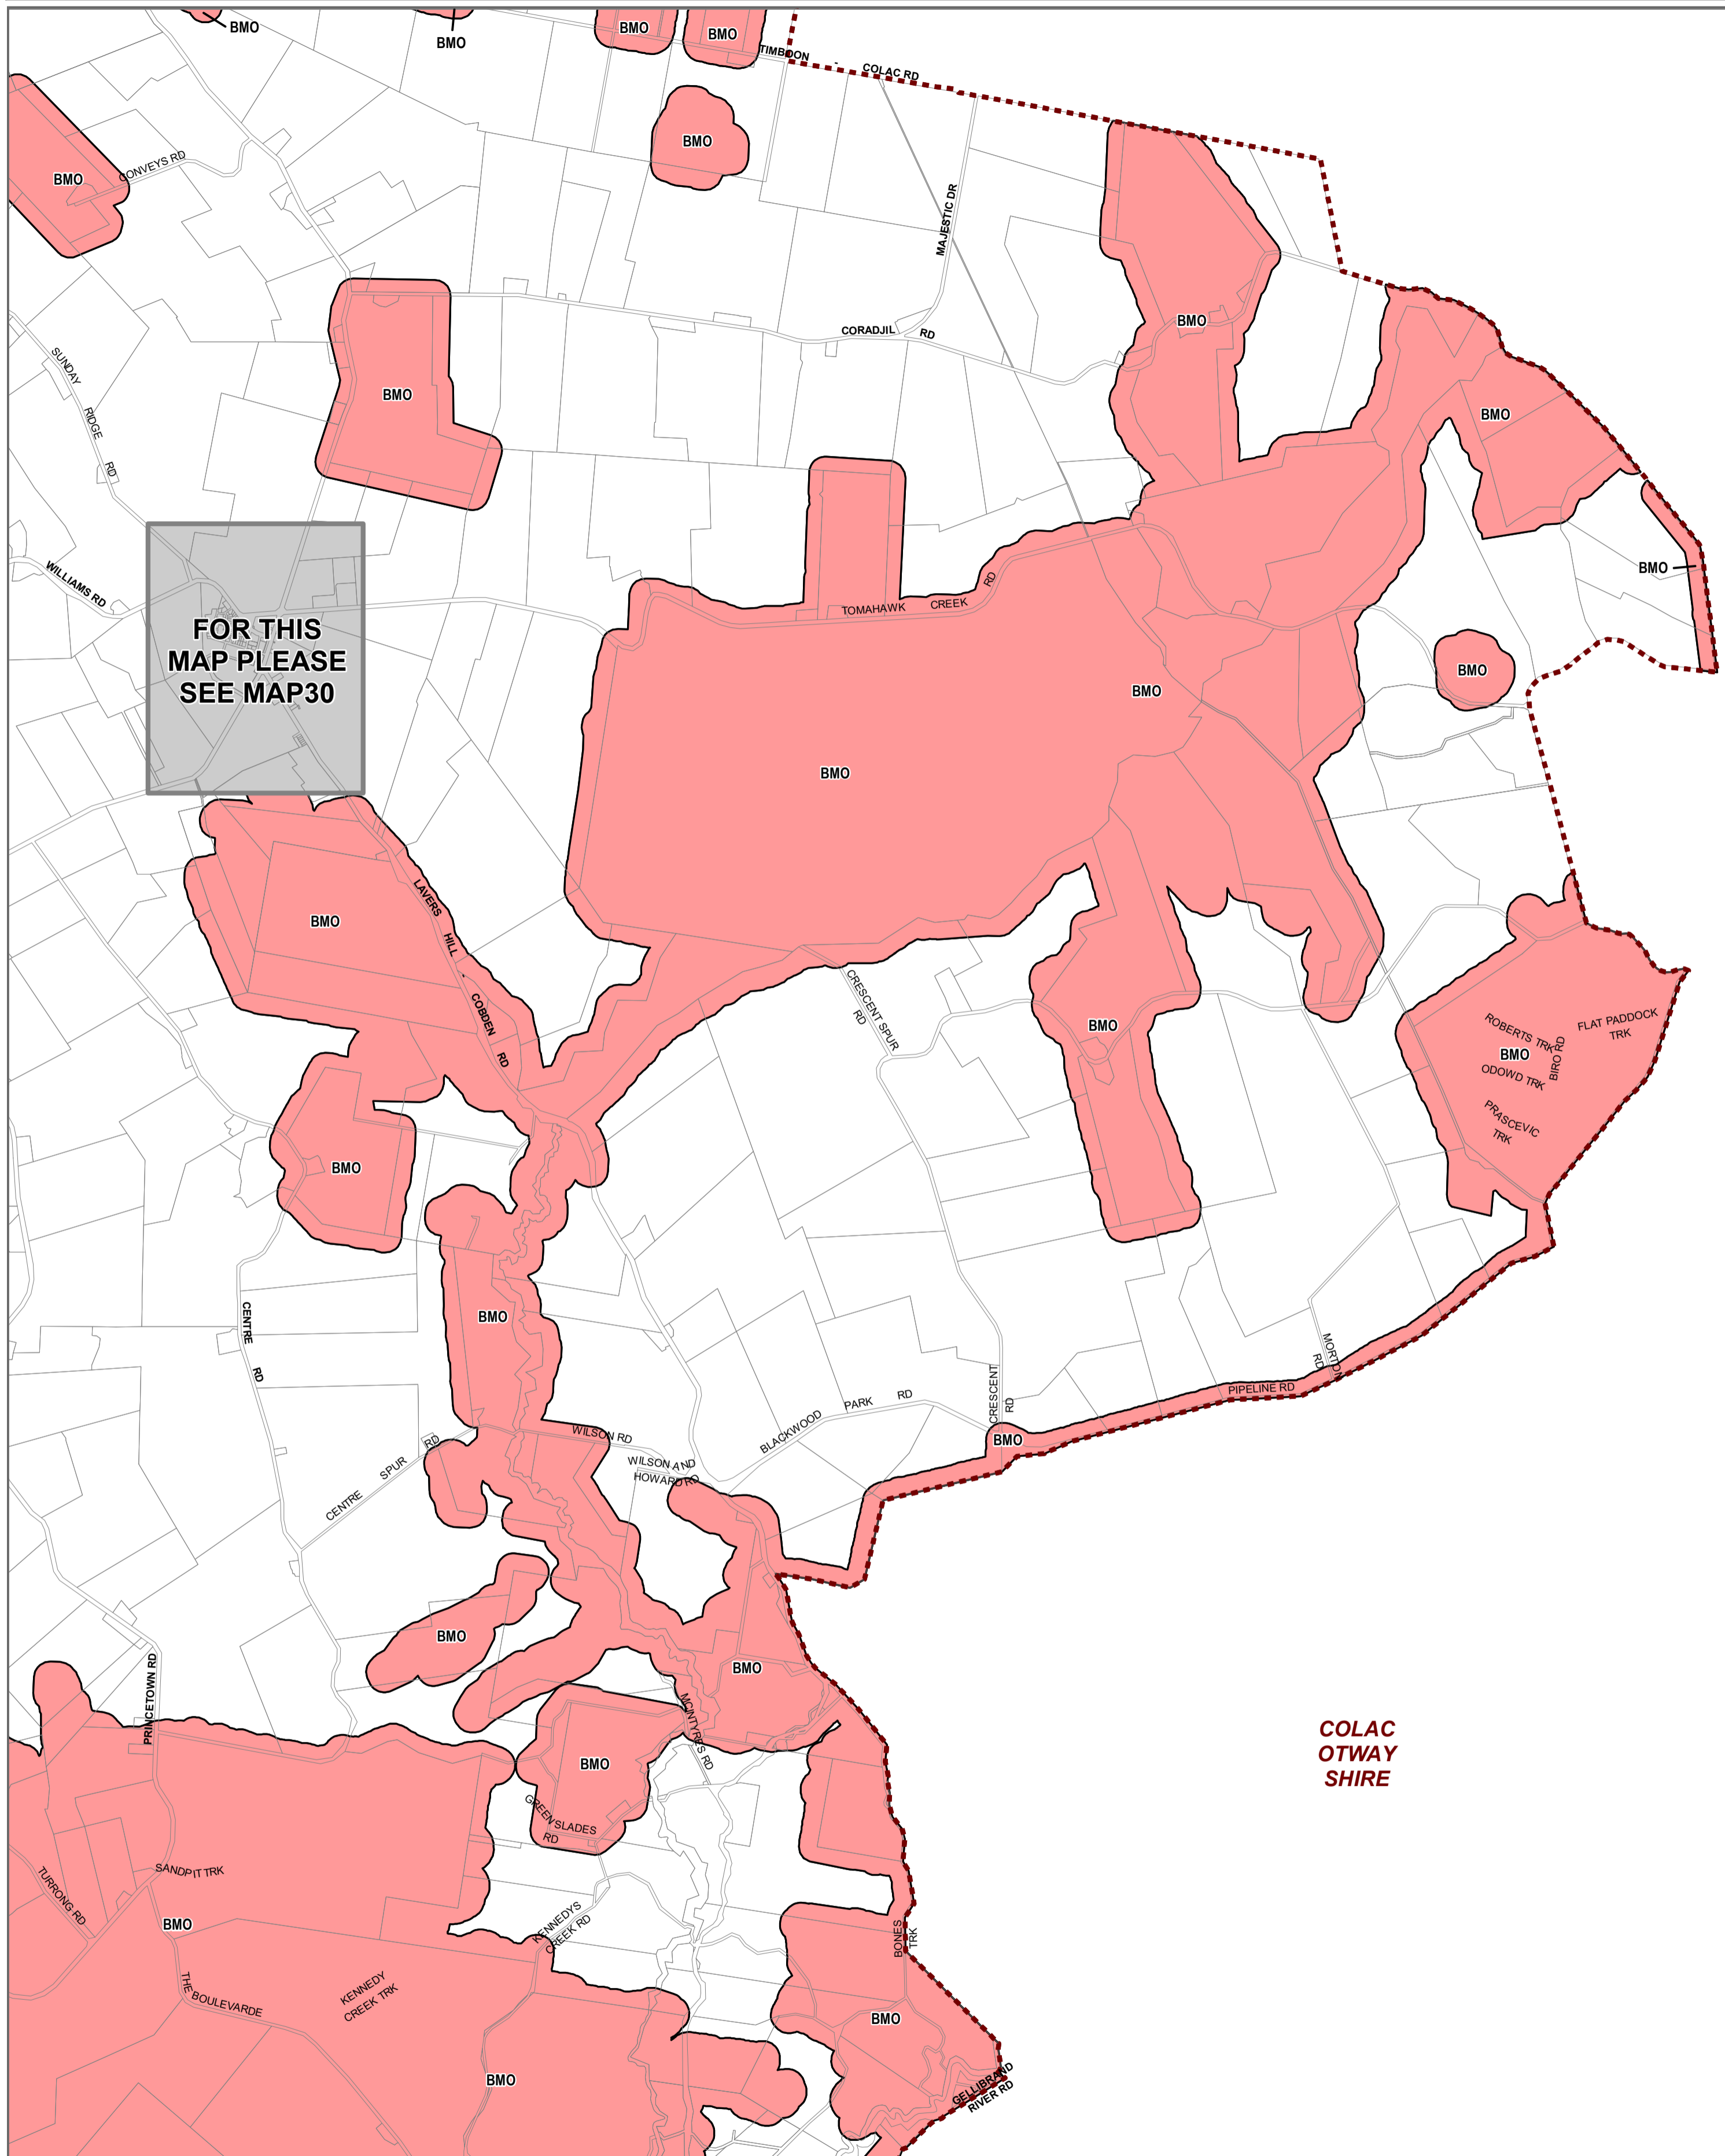 BMO
BMO
BMO
BMO
TIMBOON - COLAC RD
BMO
BMO
CONVEYS RD
MAJESTIC DR
BMO
CORADJIL RD
SUNDAY RIDGE RD
BMO
BMO
WILLIAMS RD
BMO
TOMAHAWK CREEK RD
FOR THIS
MAP PLEASE
SEE MAP30
BMO
BMO
BMO
LAVERS HILL - COBDEN RD
BMO
CRESCENT SPUR
RD
BMO
ROBERTS TRK
FLAT PADDOCK
TRK
BIRO RD
BMO
ODOWD TRK
PRASCEVIC
TRK
BMO
BMO
CENTRE RD
MORTON
RD
PIPELINE RD
CRESCENT
RD
BLACKWOOD PARK RD
BMO
WILSON RD
WILSON AND
HOWARD RD
CENTRE SPUR RD
BMO
BMO
PRINCETOWN RD
MCINTYRES RD
BMO
COLAC
OTWAY
SHIRE
GREENSLADES
RD
SANDPIT TRK
TURRONG RD
BMO
KENNEDYS
CREEK RD
BONES
TRK
KENNEDY
CREEK TRK
THE BOULEVARDE
BMO
BMO
GELLIBRAND
RIVER RD